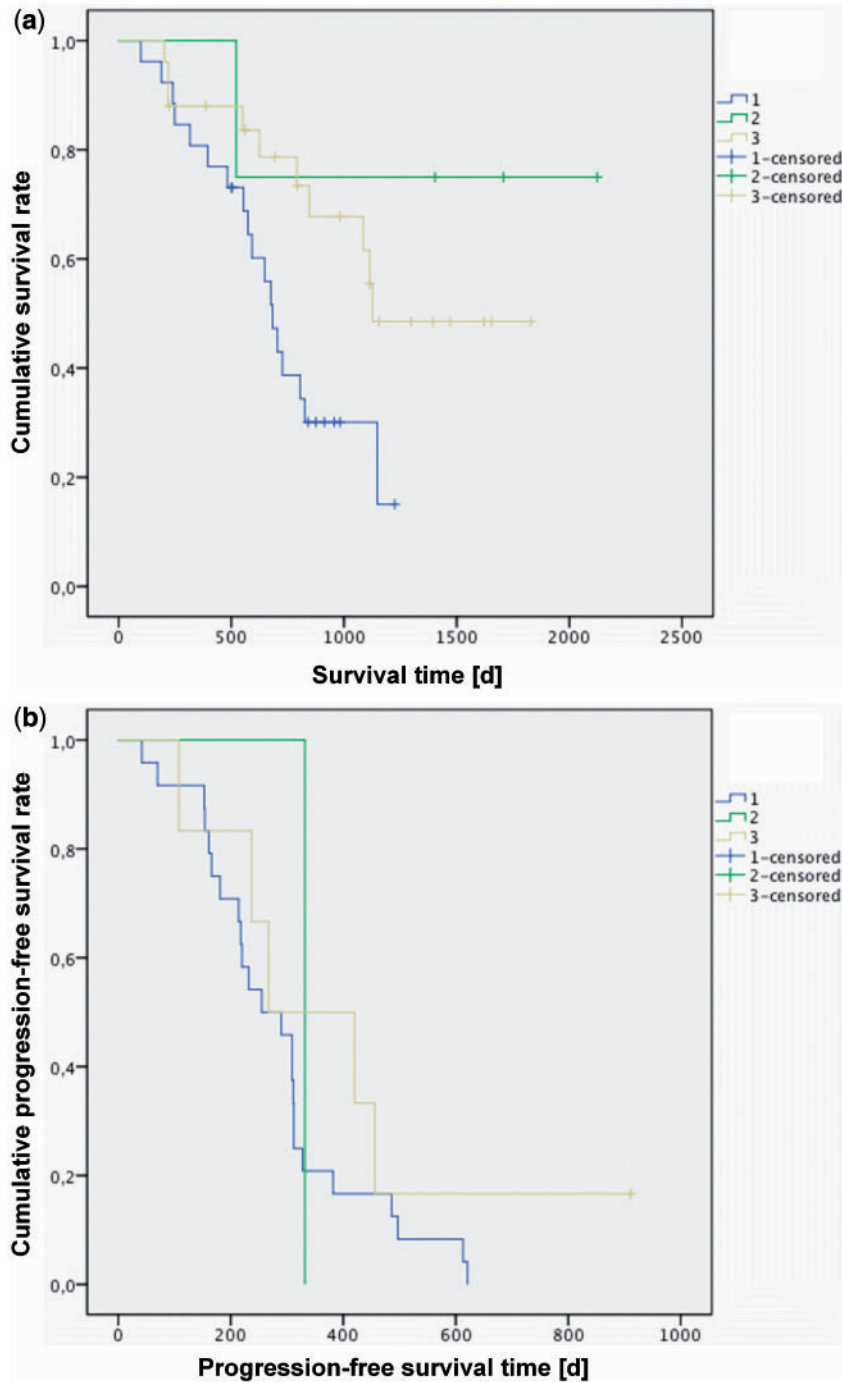 (a)
Cumulative survival rate
1,0
0,8
0,6
0,4
0,2
0,0
0 500 1000 1500 2000 2500
Survival time [d]
1
2
3
1-censored
2-censored
3-censored
(b)
Cumulative progression-free survival rate
1,0
0,8
0,6
0,4
0,2
0,0
0 200 400 600 800 1000
Progression-free survival time [d]
1
2
3
1-censored
2-censored
3-censored